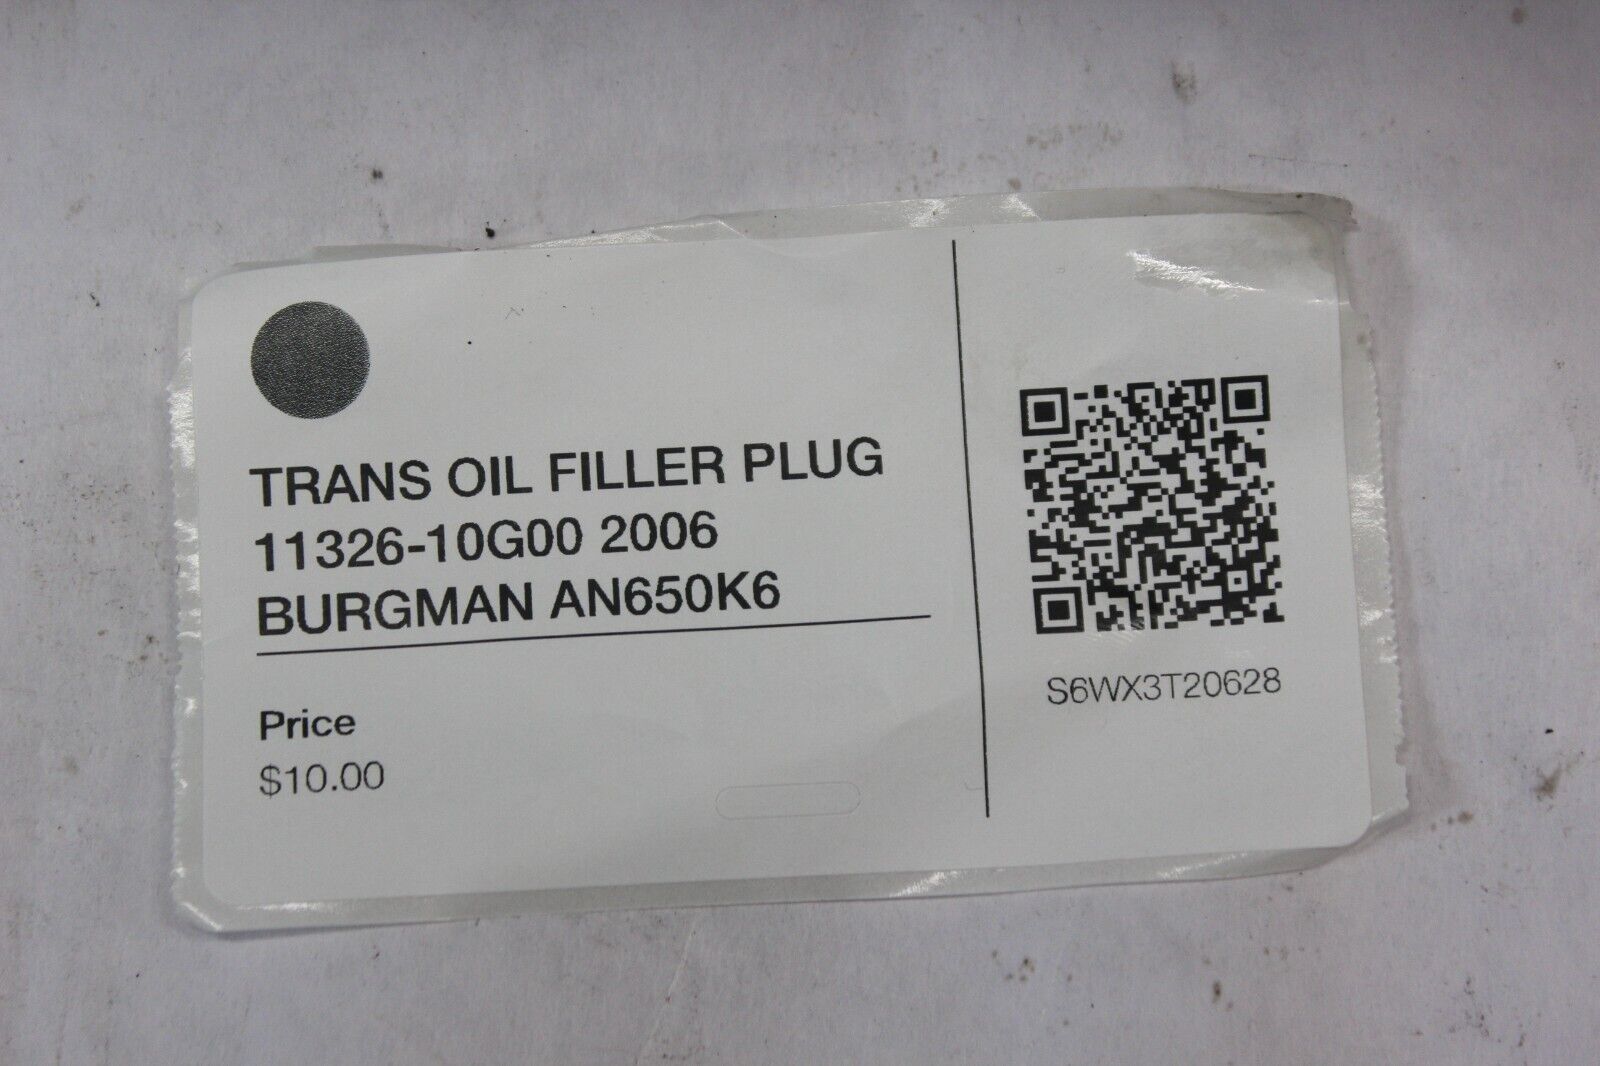 TRANS OIL FILLER PLUG
11326-10G00 2006
BURGMAN AN650K6
Price
$10.00
S6WX3T20628